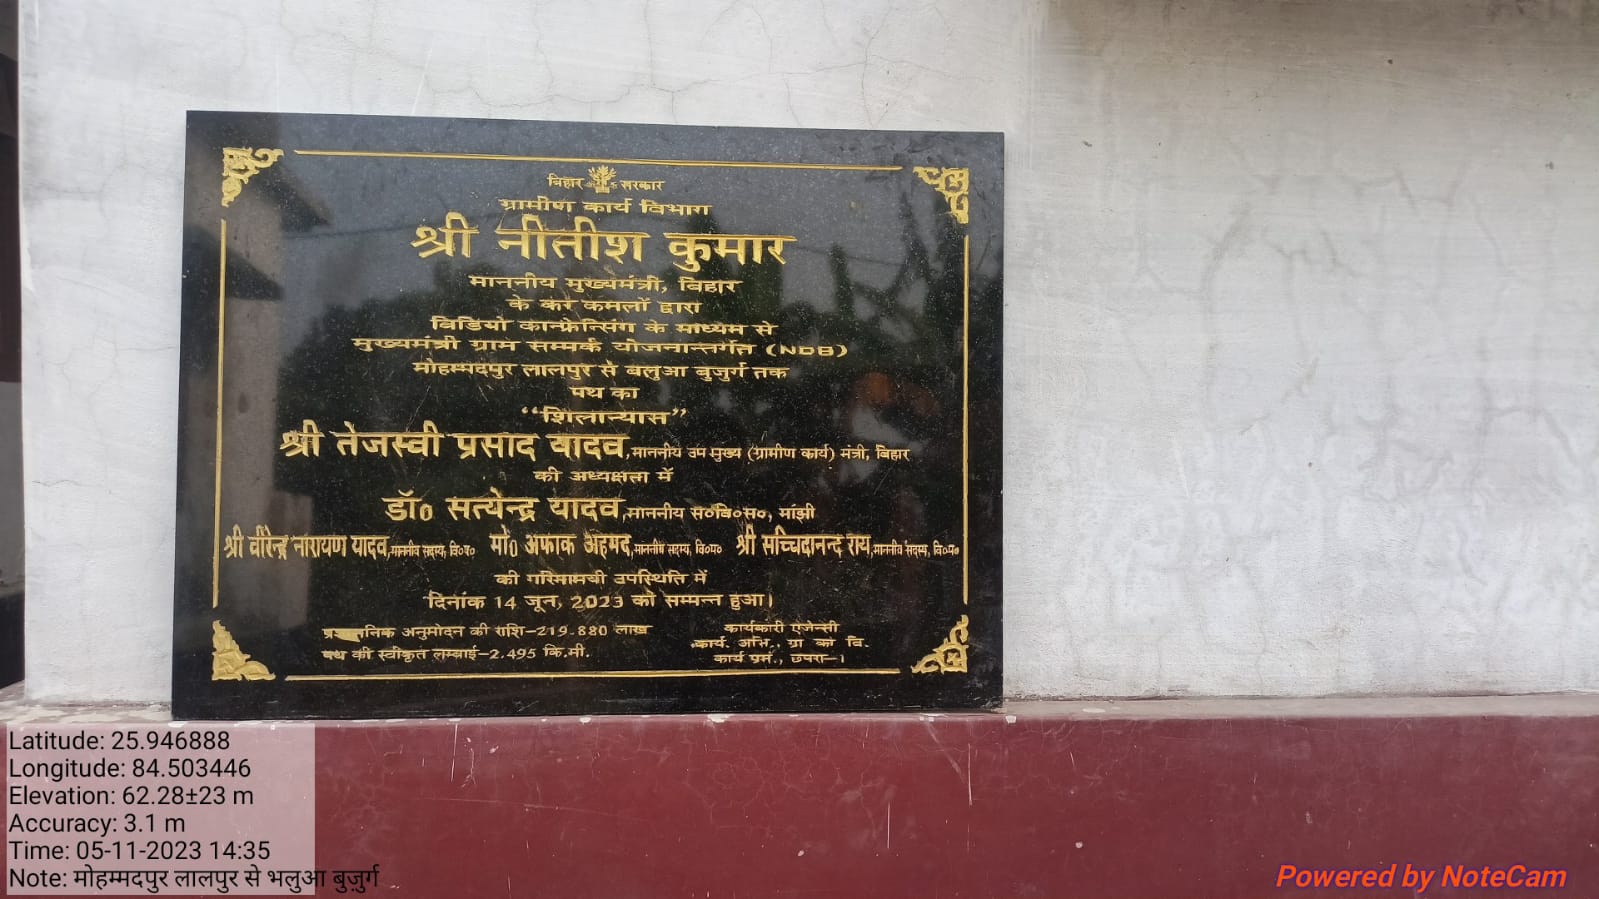 बिहार सरकार
ग्रामीण कार्य विभाग
श्री नीतीश कुमार
माननीय मुख्यमंत्री, बिहार
के कर कमलों द्वारा
विडियो कान्फ्रेन्सिंग के माध्यम से
मुख्यमंत्री ग्राम सम्पर्क योजनान्तर्गत (NDB)
मोहम्मदपुर लालपुर से बलुआ बुजुर्ग तक
पथ का
“शिलान्यास”
श्री तेजस्वी प्रसाद यादव, माननीय उप मुख्य (ग्रामीण कार्य) मंत्री, बिहार
की अध्यक्षता में
डॉ० सत्येन्द्र यादव, माननीय स०वि०स०, मांझी
श्री वीरेन्द्र नारायण यादव, माननीय सदस्य, वि०प० मो० अफाक अहमद, माननीय सदस्य, वि०प० श्री सच्चिदानन्द राय, माननीय सदस्य, वि०प०
की गरिमामयी उपस्थिति में
दिनांक 14 जून, 2023 को सम्पन्न हुआ।
अनुमोदन की राशि-219.880 लाख
पथ की स्वीकृत लम्बाई-2.495 कि.मी.
कार्यकारी एजेन्सी
कार्य. अभि., ग्रा का वि.
कार्य प्रमं., छपरा-1
Latitude: 25.946888
Longitude: 84.503446
Elevation: 62.28±23 m
Accuracy: 3.1 m
Time: 05-11-2023 14:35
Note: मोहम्मदपुर लालपुर से भलुआ बुज़ुर्ग
Powered by NoteCam